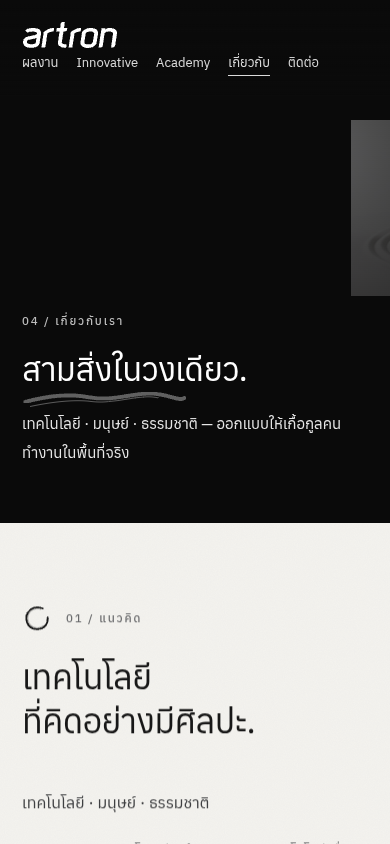 artron
ผลงาน Innovative Academy เกี่ยวกับ ติดต่อ
04 / เกี่ยวกับเรา
สามสิ่งในวงเดียว.
เทคโนโลยี · มนุษย์ · ธรรมชาติ — ออกแบบให้เกื้อกูลคน
ทำงานในพื้นที่จริง
01 / แนวคิด
เทคโนโลยี
ที่คิดอย่างมีศิลปะ.
เทคโนโลยี · มนุษย์ · ธรรมชาติ